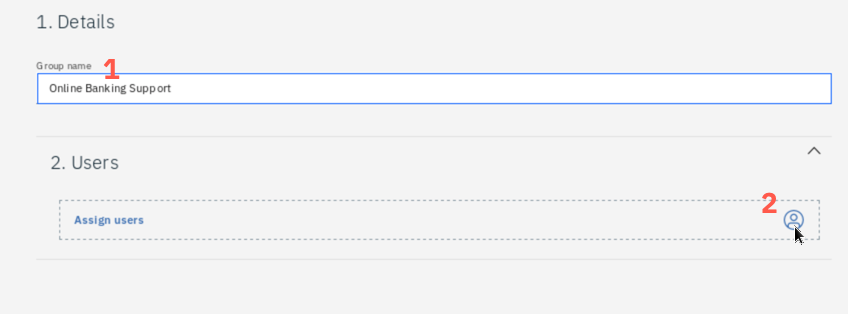 1. Details
Group name
1
Online Banking Support
2. Users
2
Assign users